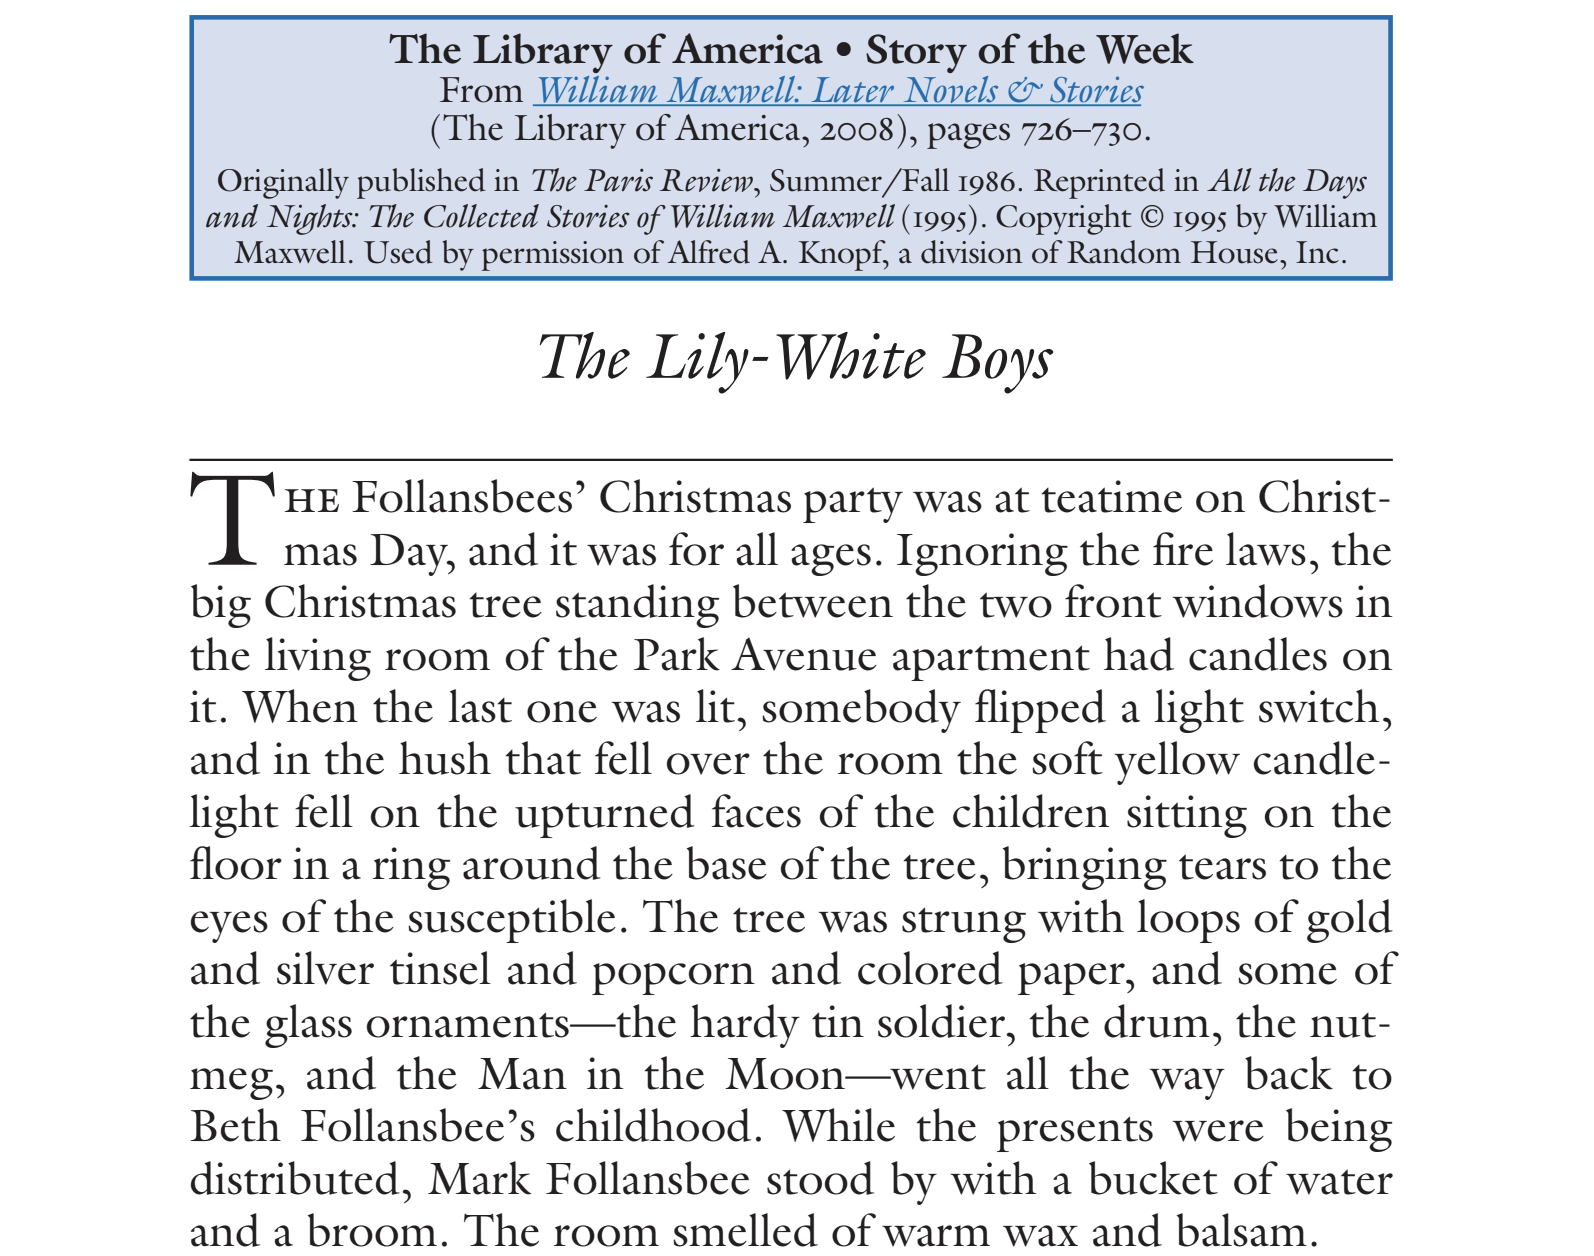 The Library of America • Story of the Week
From William Maxwell: Later Novels & Stories
(The Library of America, 2008), pages 726–730.
Originally published in The Paris Review, Summer/Fall 1986. Reprinted in All the Days
and Nights: The Collected Stories of William Maxwell (1995). Copyright © 1995 by William
Maxwell. Used by permission of Alfred A. Knopf, a division of Random House, Inc.
The Lily-White Boys
THE Follansbees’ Christmas party was at teatime on Christ-
mas Day, and it was for all ages. Ignoring the fire laws, the
big Christmas tree standing between the two front windows in
the living room of the Park Avenue apartment had candles on
it. When the last one was lit, somebody flipped a light switch,
and in the hush that fell over the room the soft yellow candle-
light fell on the upturned faces of the children sitting on the
floor in a ring around the base of the tree, bringing tears to the
eyes of the susceptible. The tree was strung with loops of gold
and silver tinsel and popcorn and colored paper, and some of
the glass ornaments—the hardy tin soldier, the drum, the nut-
meg, and the Man in the Moon—went all the way back to
Beth Follansbee’s childhood. While the presents were being
distributed, Mark Follansbee stood by with a bucket of water
and a broom. The room smelled of warm wax and balsam.